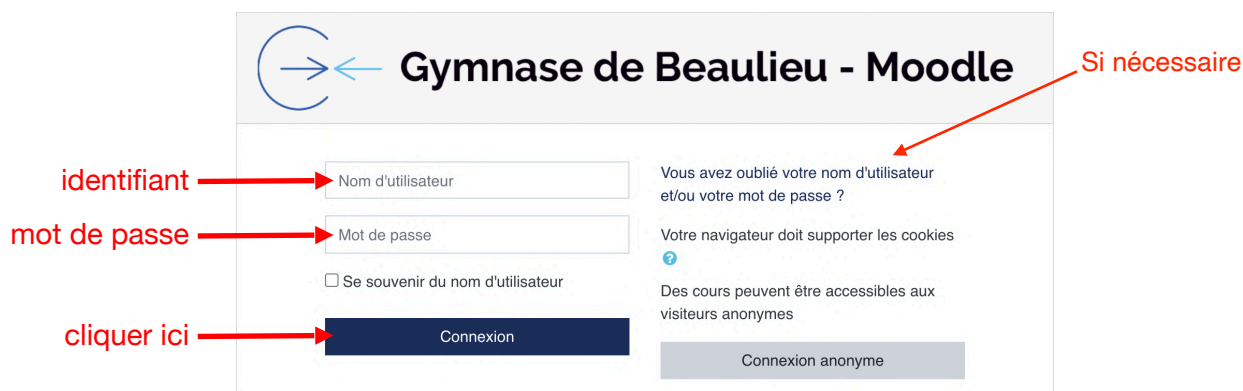 Gymnase de Beaulieu - Moodle
Si nécessaire
identifiant
Nom d'utilisateur
mot de passe
Mot de passe
Se souvenir du nom d'utilisateur
cliquer ici
Connexion
Vous avez oublié votre nom d'utilisateur
et/ou votre mot de passe ?
Votre navigateur doit supporter les cookies
?
Des cours peuvent être accessibles aux
visiteurs anonymes
Connexion anonyme